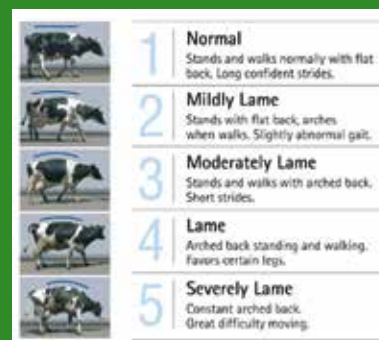 1
Normal
Stands and walks normally with flat
back. Long confident strides.
2
Mildly Lame
Stands with flat back, arches
when walks. Slightly abnormal gait.
3
Moderately Lame
Stands and walks with arched back.
Short strides.
4
Lame
Arched back standing and walking.
Favors certain legs.
5
Severely Lame
Constant arched back.
Great difficulty moving.